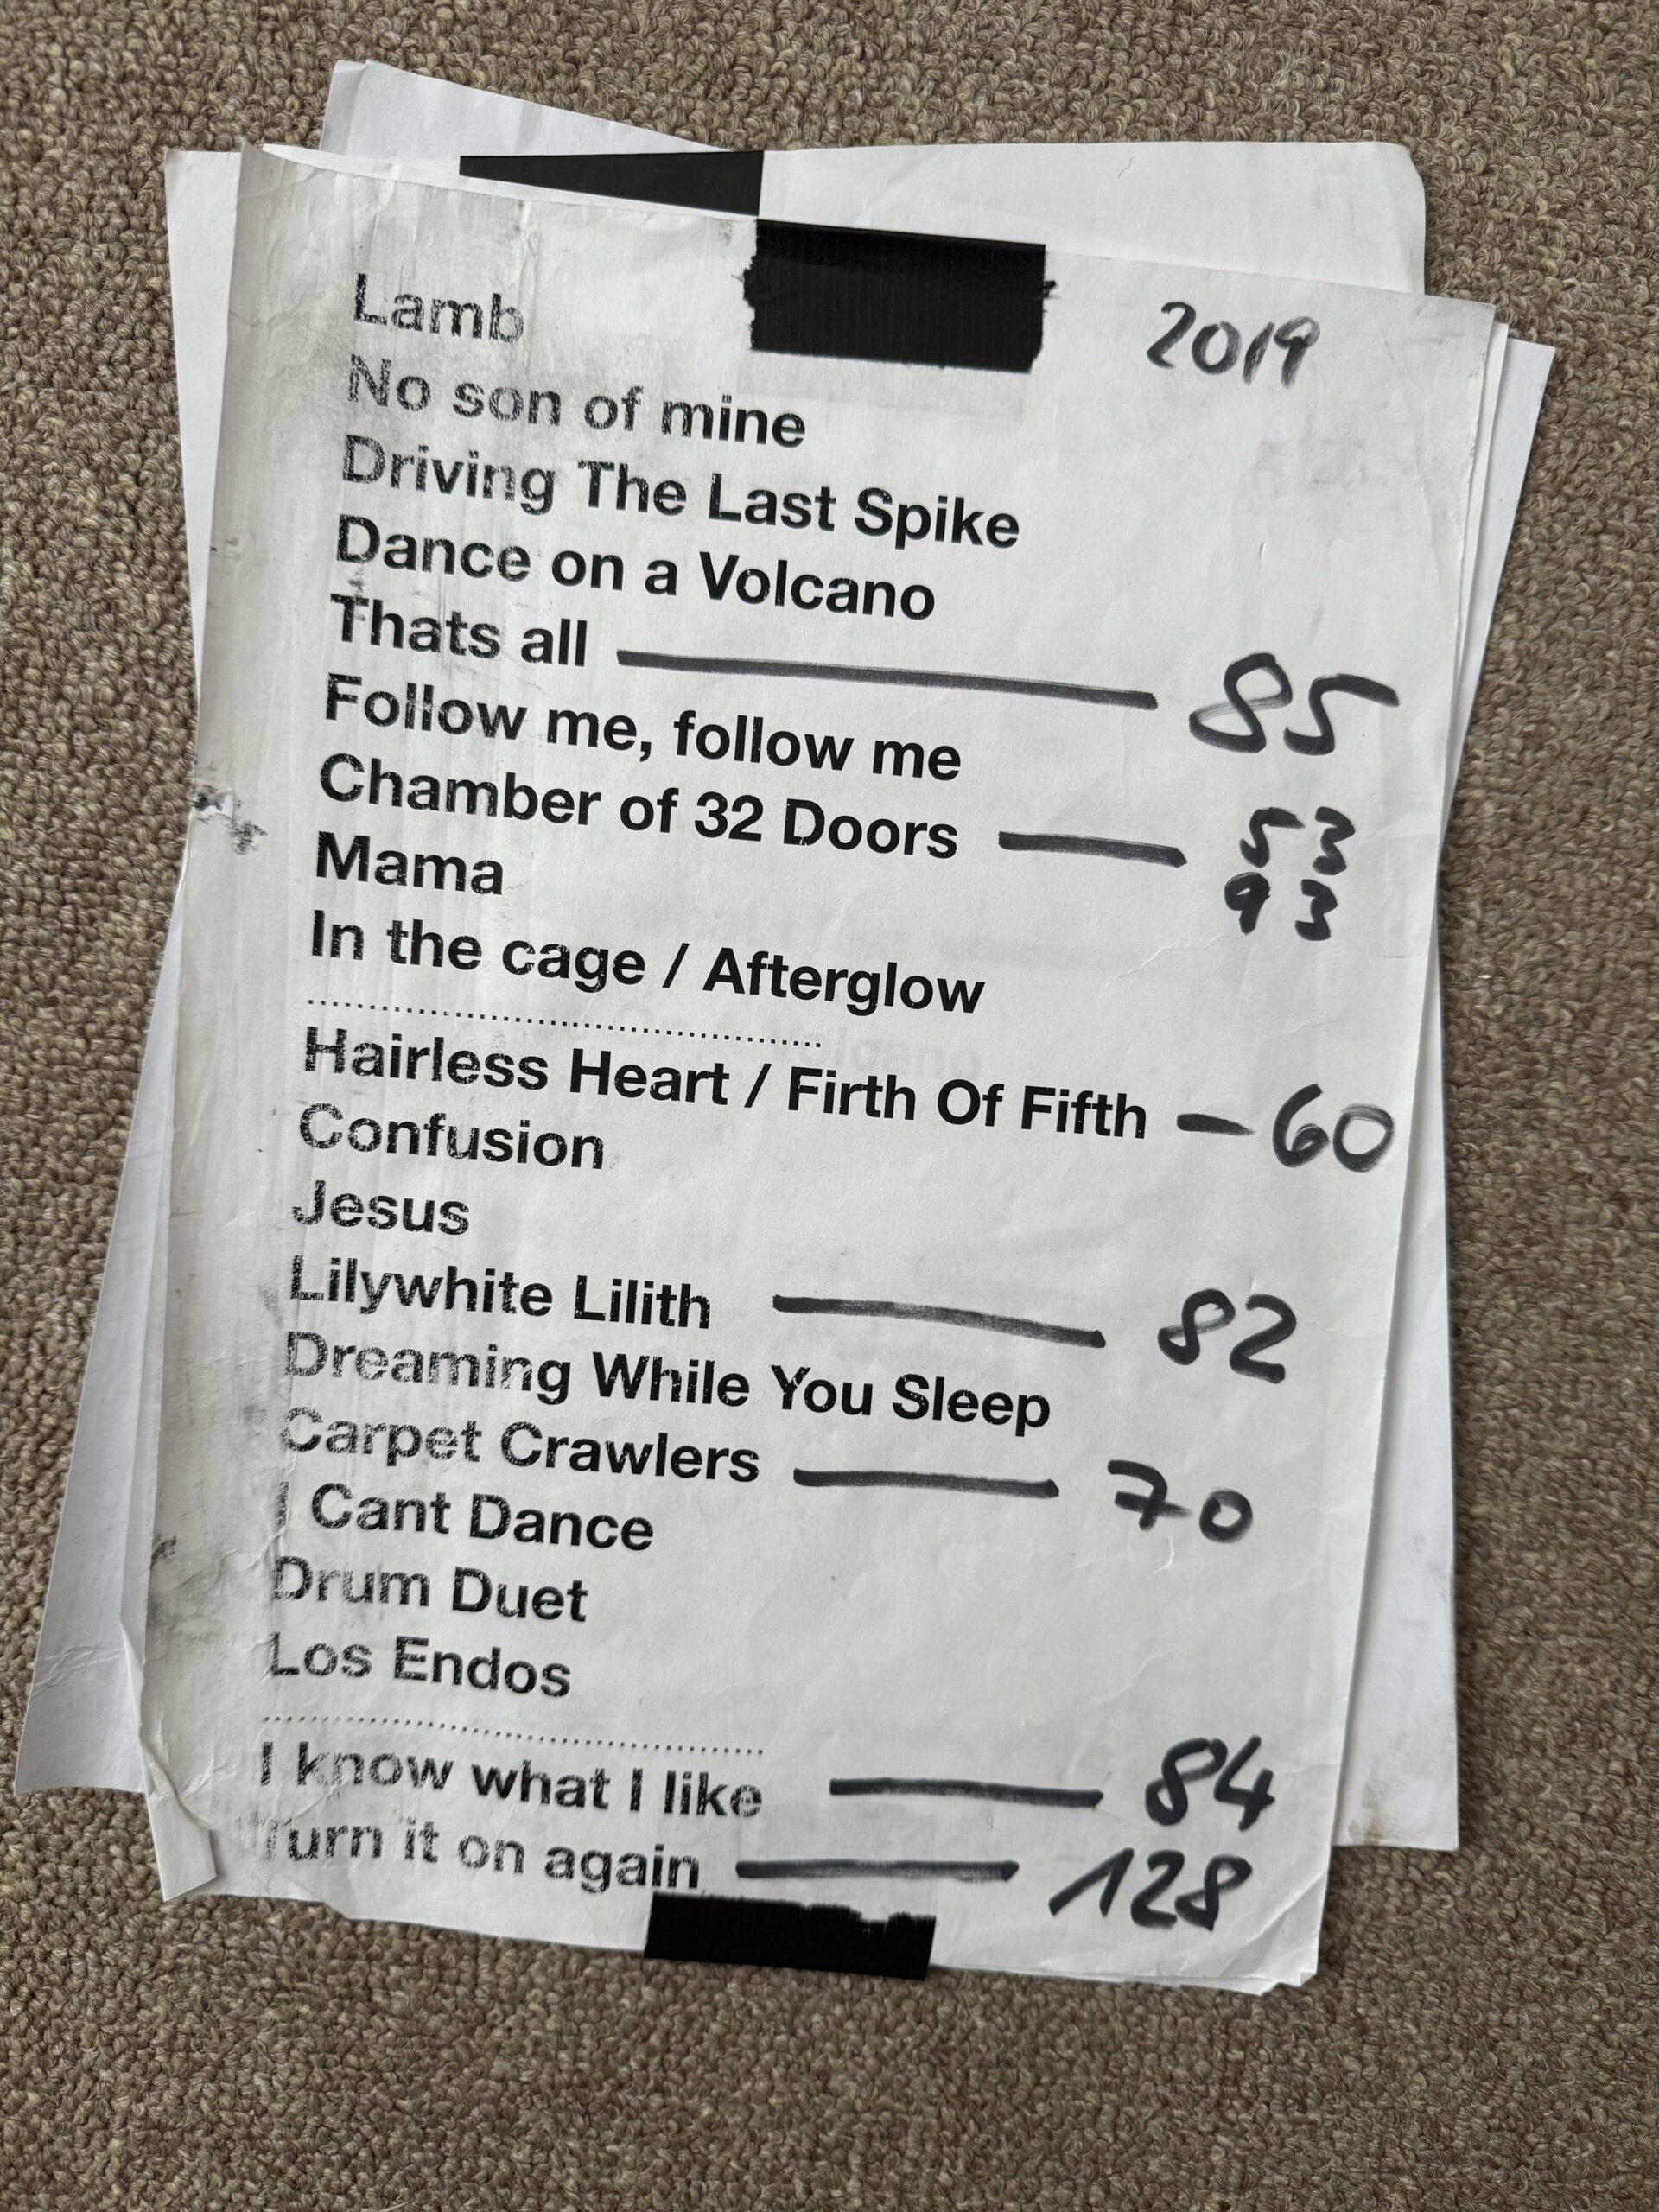 2019
Lamb
No son of mine
Driving The Last Spike
Dance on a Volcano
Thats all — 85
Follow me, follow me
Chamber of 32 Doors — 53
93
Mama
In the cage / Afterglow
Hairless Heart / Firth Of Fifth — 60
Confusion
Jesus
Lilywhite Lilith — 82
Dreaming While You Sleep
Carpet Crawlers — 70
I Cant Dance
Drum Duet
Los Endos
I know what I like — 84
Turn it on again — 128